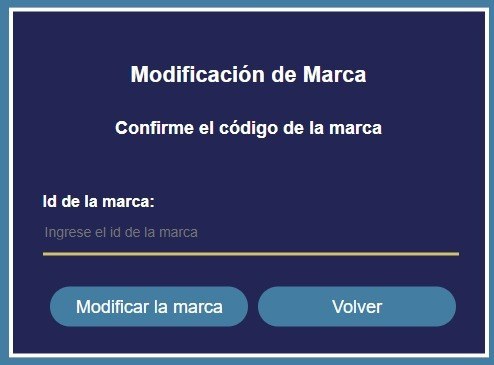 Modificación de Marca
Confirme el código de la marca
Id de la marca:
Ingrese el id de la marca
Modificar la marca
Volver